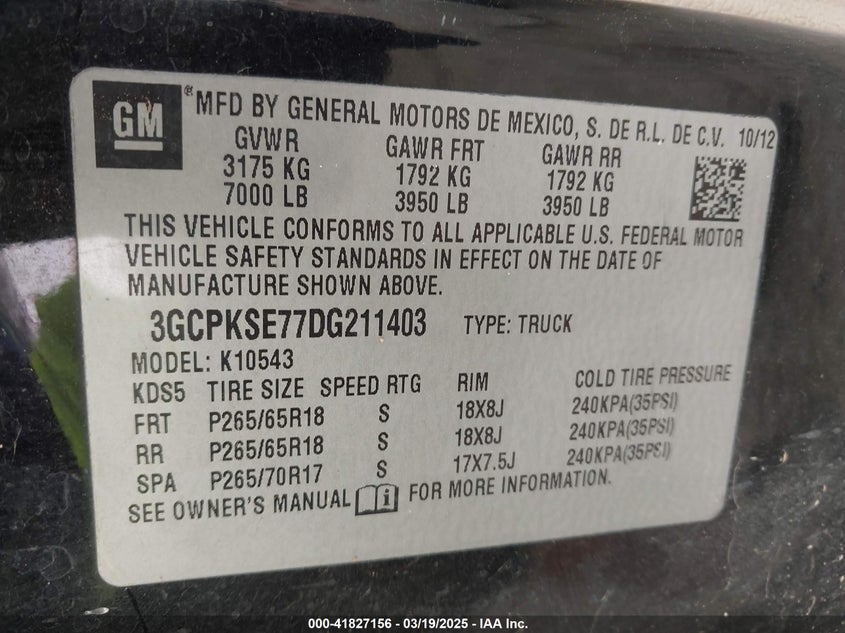 GM
® MFD BY GENERAL MOTORS DE MEXICO, S. DE R.L. DE C.V. 10/12
GVWR GAWR FRT GAWR RR
3175 KG 1792 KG 1792 KG
7000 LB 3950 LB 3950 LB
THIS VEHICLE CONFORMS TO ALL APPLICABLE U.S. FEDERAL MOTOR
VEHICLE SAFETY STANDARDS IN EFFECT ON THE DATE OF
MANUFACTURE SHOWN ABOVE.
3GCPKSE77DG211403 TYPE: TRUCK
MODEL: K10543
KDS5 TIRE SIZE SPEED RTG RIM COLD TIRE PRESSURE
FRT P265/65R18 S 18X8J 240KPA(35PSI)
RR P265/65R18 S 18X8J 240KPA(35PSI)
SPA P265/70R17 S 17X7.5J 240KPA(35PSI)
SEE OWNER'S MANUAL i FOR MORE INFORMATION.
000-41827156 — 03/19/2025 — IAA Inc.